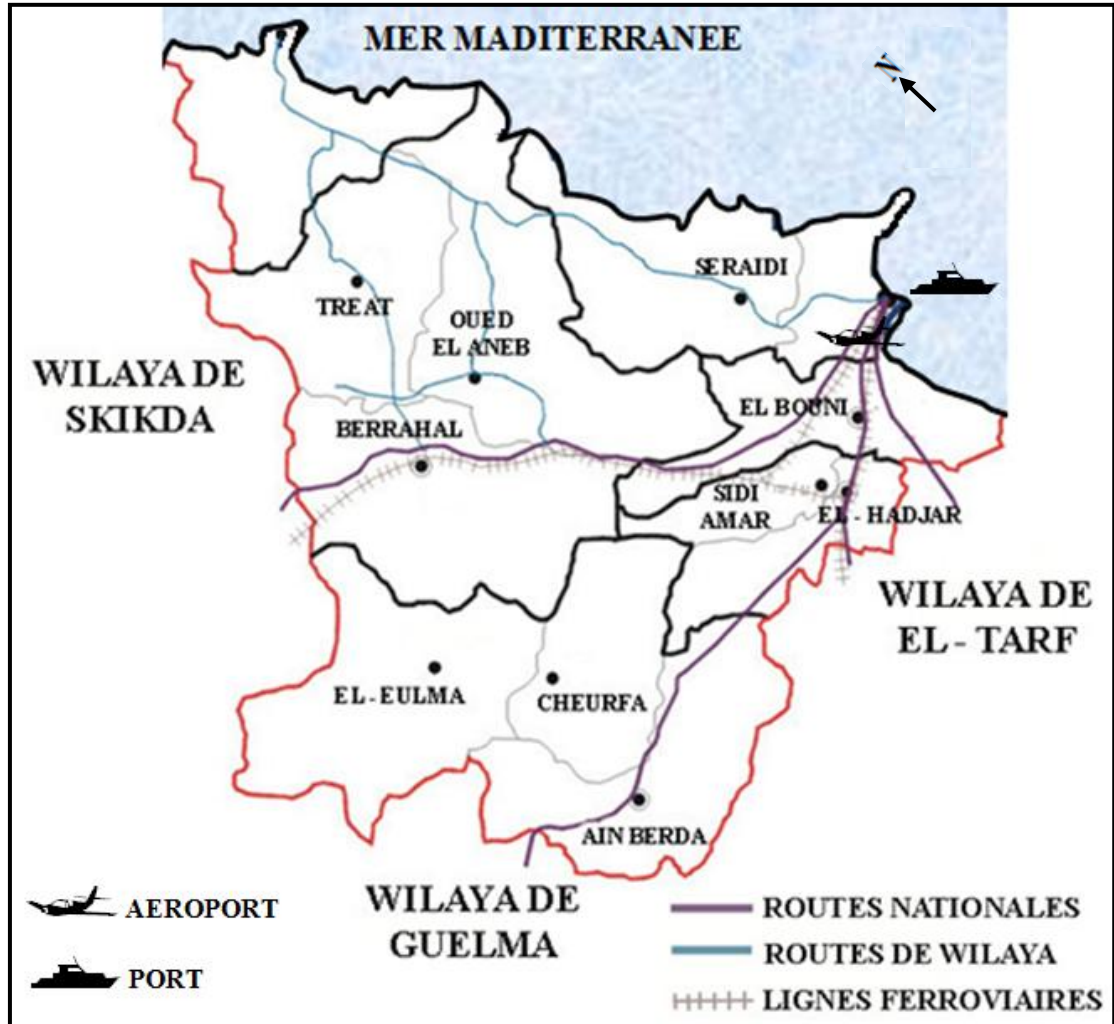 MER MADITERRANEE
N
SERAIDI
TREAT
OUED
EL ANEB
WILAYA DE
SKIKDA
EL BOUNI
BERRAHAL
SIDI
AMAR
EL - HADJAR
WILAYA DE
EL - TARF
EL - EULMA
CHEURFA
AIN BERDA
WILAYA DE
GUELMA
AEROPORT
PORT
ROUTES NATIONALES
ROUTES DE WILAYA
LIGNES FERROVIAIRES